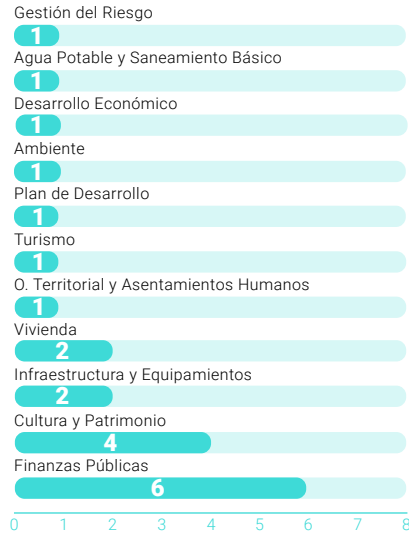 Gestión del Riesgo
1
Agua Potable y Saneamiento Básico
1
Desarrollo Económico
1
Ambiente
1
Plan de Desarrollo
1
Turismo
1
O. Territorial y Asentamientos Humanos
1
Vivienda
2
Infraestructura y Equipamientos
2
Cultura y Patrimonio
4
Finanzas Públicas
6
0 1 2 3 4 5 6 7 8